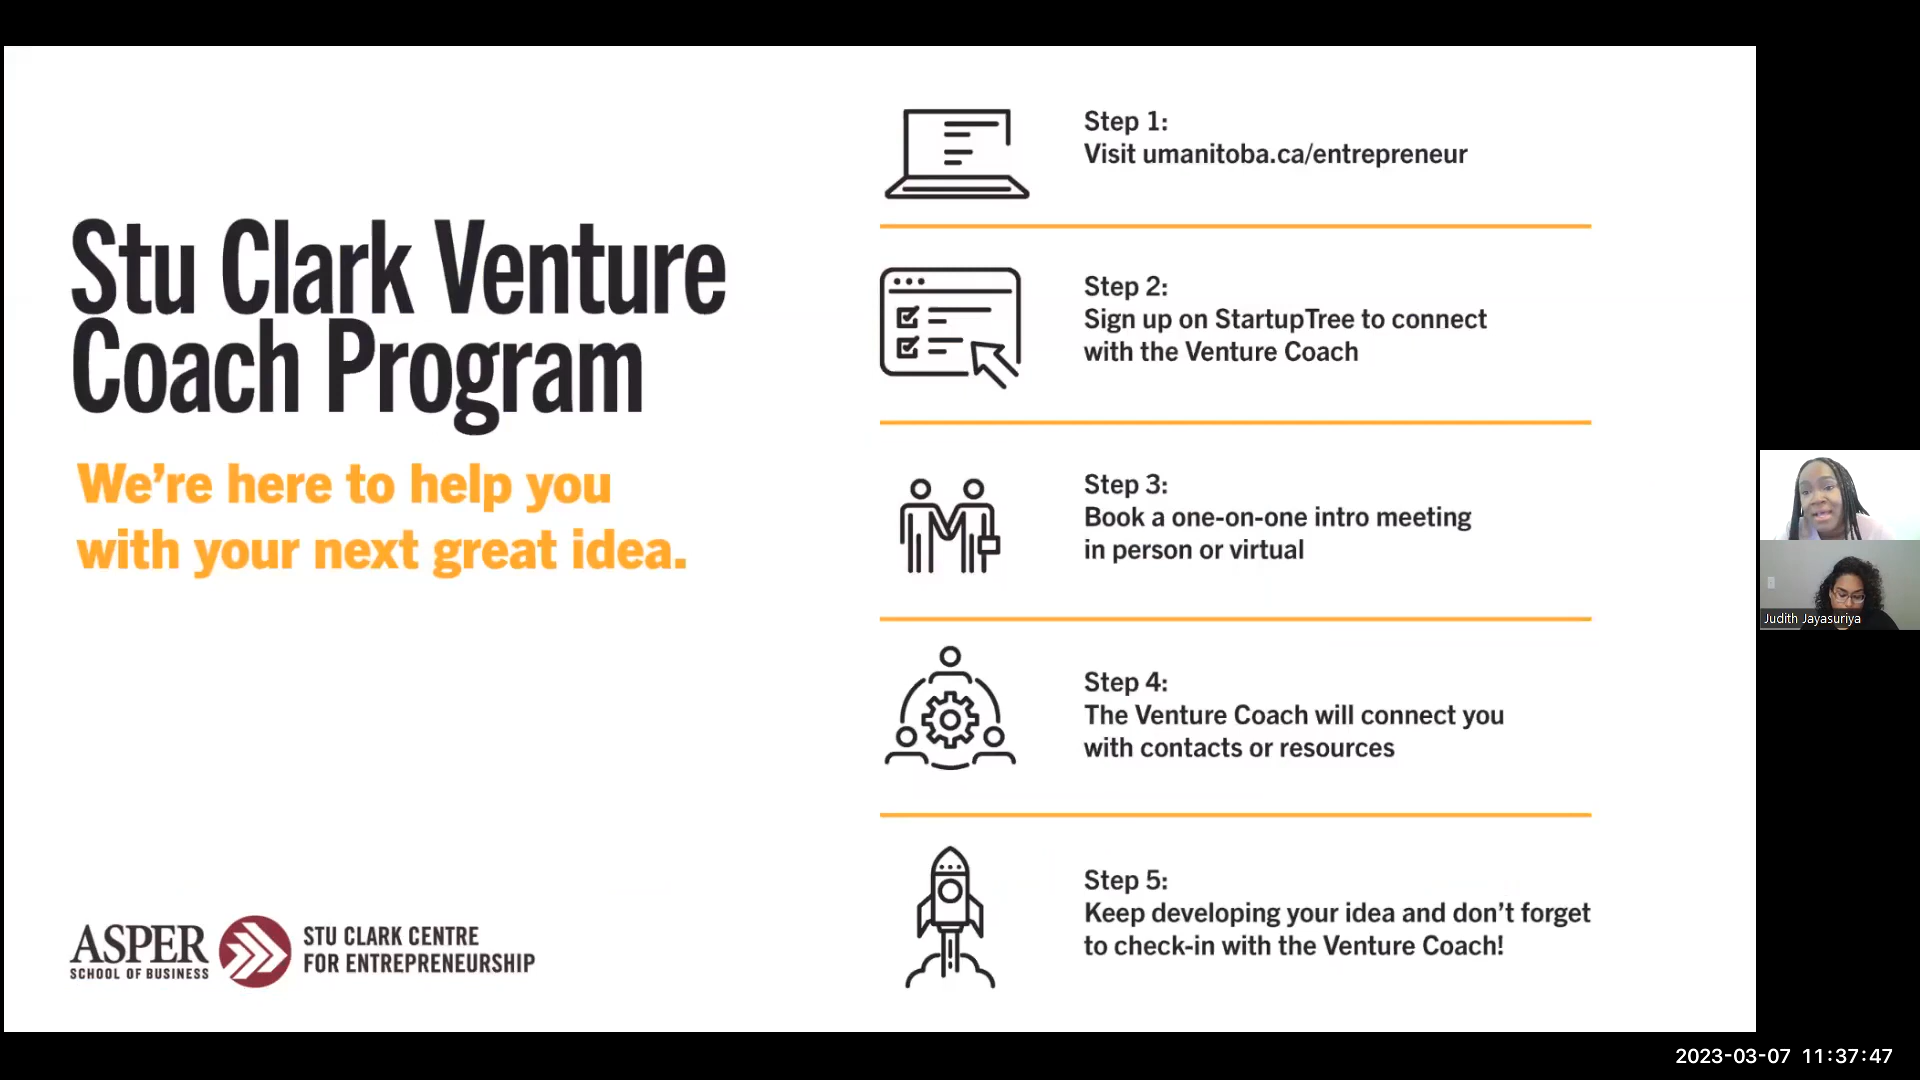 Stu Clark Venture
Coach Program
We're here to help you
with your next great idea.
ASPER
SCHOOL OF BUSINESS
STU CLARK CENTRE
FOR ENTREPRENEURSHIP
Step 1:
Visit umanitoba.ca/entrepreneur
Step 2:
Sign up on StartupTree to connect
with the Venture Coach
Step 3:
Book a one-on-one intro meeting
in person or virtual
Step 4:
The Venture Coach will connect you
with contacts or resources
Step 5:
Keep developing your idea and don't forget
to check-in with the Venture Coach!
Judith Jayasuriya
2023-03-07 11:37:47